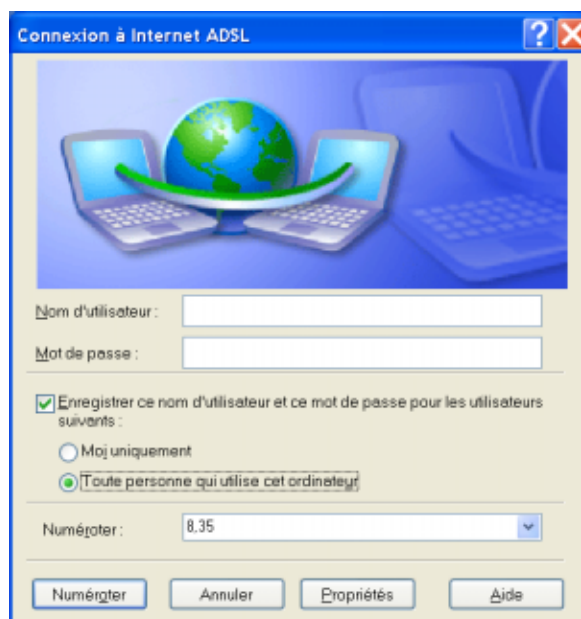 Connexion à Internet ADSL
Nom d'utilisateur :
Mot de passe :
Enregistrer ce nom d'utilisateur et ce mot de passe pour les utilisateurs
suivants :
Moi uniquement
Toute personne qui utilise cet ordinateur
Numéroter : 8,35
Numéroter Annuler Propriétés Aide